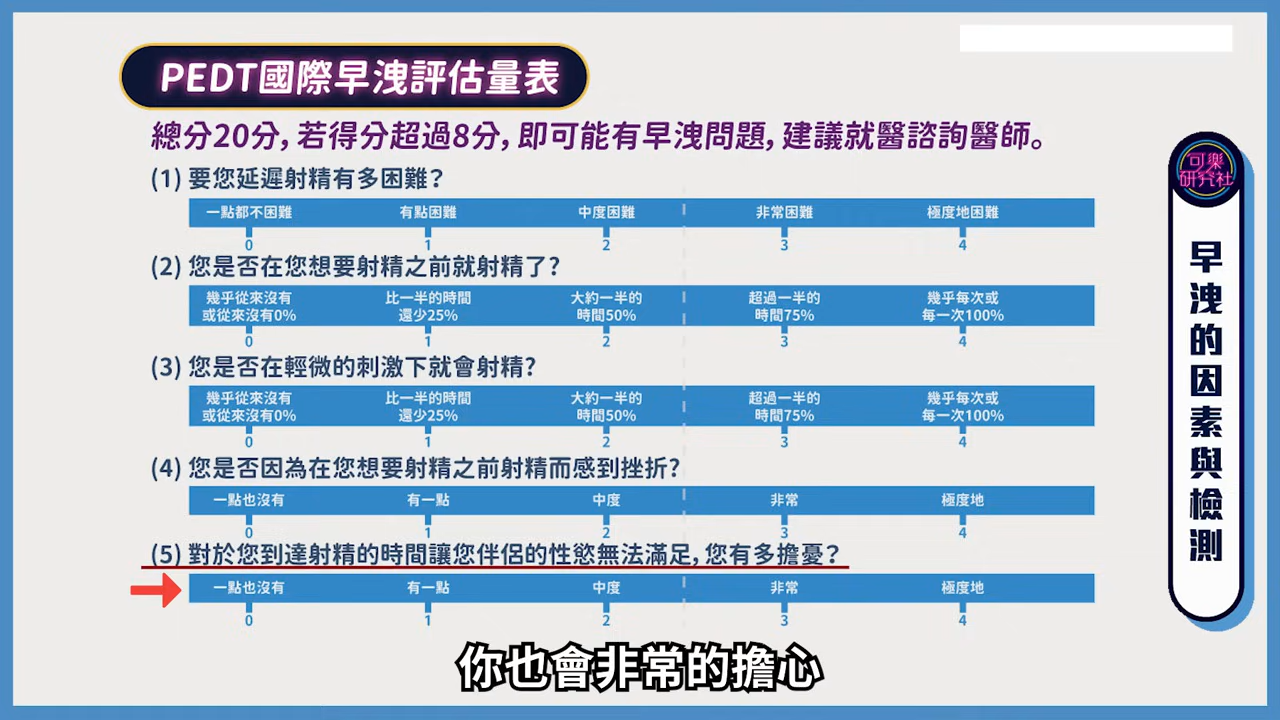 PEDT國際早洩評估量表
總分20分，若得分超過8分，即可能有早洩問題，建議就醫諮詢醫師。
(1) 要您延遲射精有多困難？
一點都不困難 有點困難 中度困難 非常困難 極度地困難
0 1 2 3 4
(2) 您是否在您想要射精之前就射精了？
幾乎從來沒有 比一半的時間 大約一半的 超過一半的 幾乎每次或
或從來沒有0% 還少25% 時間50% 時間75% 每一次100%
0 1 2 3 4
(3) 您是否在輕微的刺激下就會射精？
幾乎從來沒有 比一半的時間 大約一半的 超過一半的 幾乎每次或
或從來沒有0% 還少25% 時間50% 時間75% 每一次100%
0 1 2 3 4
(4) 您是否因為在您想要射精之前射精而感到挫折？
一點也沒有 有一點 中度 非常 極度地
0 1 2 3 4
(5) 對於您到達射精的時間讓您伴侶的性慾無法滿足，您有多擔憂？
一點也沒有 有一點 中度 非常 極度地
0 1 2 3 4
可樂
研究社
早洩的因素與檢測
你也會非常的擔心